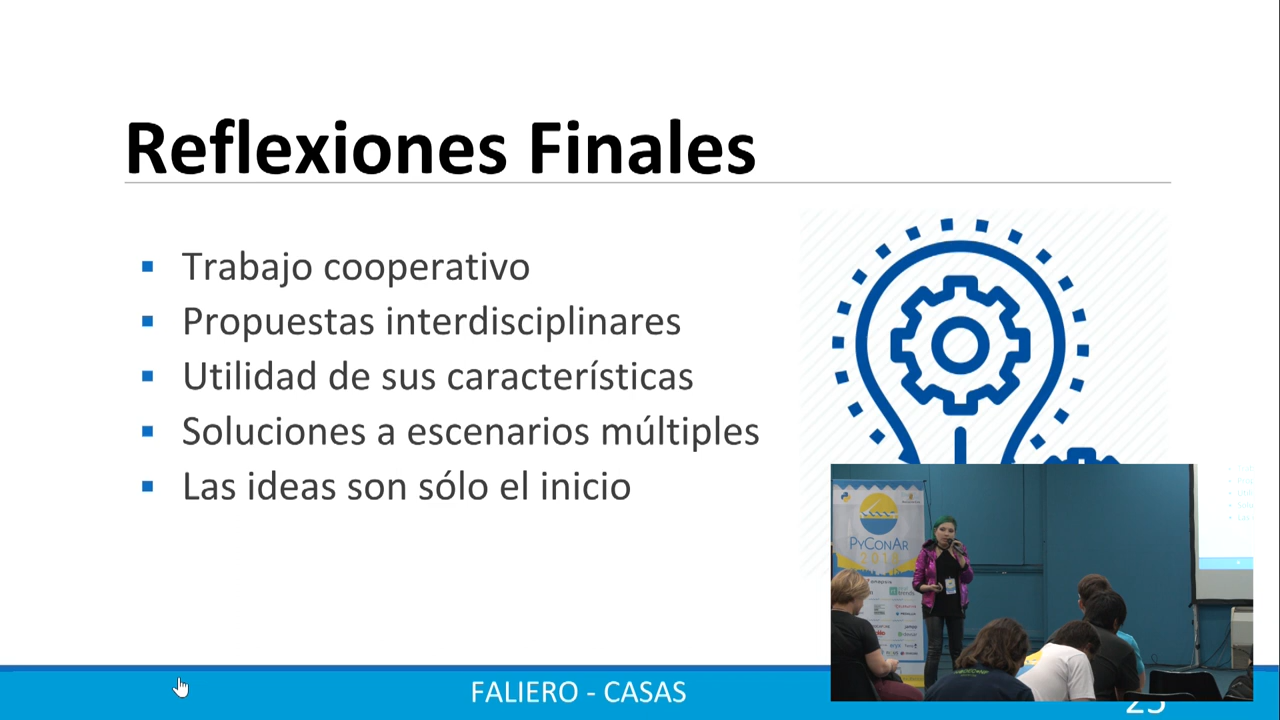 Reflexiones Finales
▪ Trabajo cooperativo
▪ Propuestas interdisciplinares
▪ Utilidad de sus características
▪ Soluciones a escenarios múltiples
▪ Las ideas son sólo el inicio
PYCONAR
FALIERO - CASAS
25